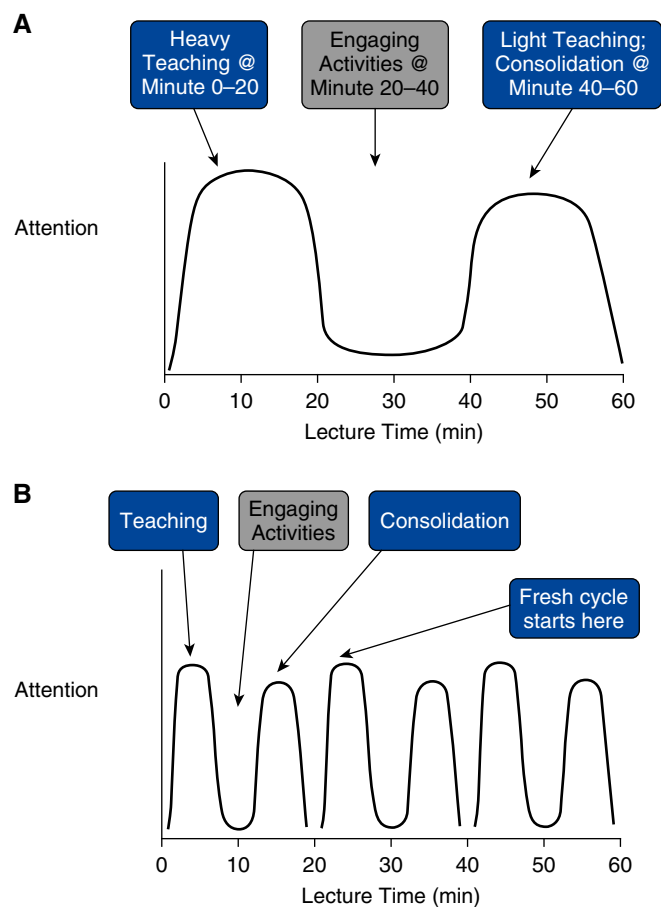 A
Heavy
Teaching @
Minute 0–20
Engaging
Activities @
Minute 20–40
Light Teaching;
Consolidation @
Minute 40–60
Attention
0 10 20 30 40 50 60
Lecture Time (min)
B
Teaching
Engaging
Activities
Consolidation
Fresh cycle
starts here
Attention
0 10 20 30 40 50 60
Lecture Time (min)